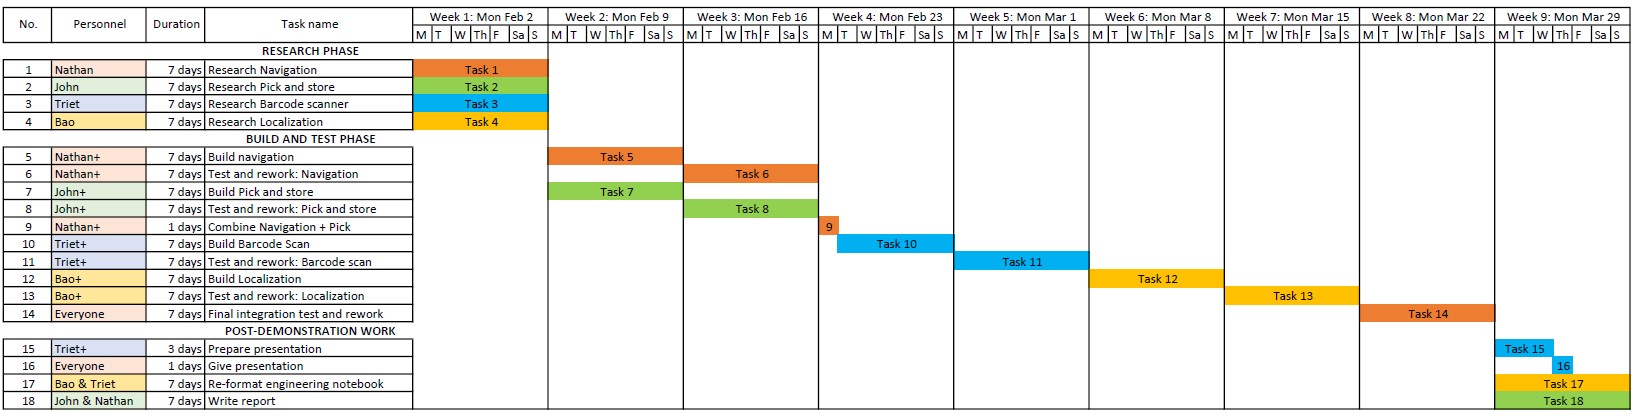 No. Personnel Duration Task name Week 1: Mon Feb 2 Week 2: Mon Feb 9 Week 3: Mon Feb 16 Week 4: Mon Feb 23 Week 5: Mon Mar 1 Week 6: Mon Mar 8 Week 7: Mon Mar 15 Week 8: Mon Mar 22 Week 9: Mon Mar 29
M T W Th F Sa S M T W Th F Sa S M T W Th F Sa S M T W Th F Sa S M T W Th F Sa S M T W Th F Sa S M T W Th F Sa S M T W Th F Sa S M T W Th F Sa S
RESEARCH PHASE
1 Nathan 7 days Research Navigation Task 1
2 John 7 days Research Pick and store Task 2
3 Triet 7 days Research Barcode scanner Task 3
4 Bao 7 days Research Localization Task 4
BUILD AND TEST PHASE
5 Nathan+ 7 days Build navigation Task 5
6 Nathan+ 7 days Test and rework: Navigation Task 6
7 John+ 7 days Build Pick and store Task 7
8 John+ 7 days Test and rework: Pick and store Task 8
9 Nathan+ 1 days Combine Navigation + Pick 9
10 Triet+ 7 days Build Barcode Scan Task 10
11 Triet+ 7 days Test and rework: Barcode scan Task 11
12 Bao+ 7 days Build Localization Task 12
13 Bao+ 7 days Test and rework: Localization Task 13
14 Everyone 7 days Final integration test and rework Task 14
POST-DEMONSTRATION WORK
15 Triet+ 3 days Prepare presentation Task 15
16 Everyone 1 days Give presentation 16
17 Bao & Triet 7 days Re-format engineering notebook Task 17
18 John & Nathan 7 days Write report Task 18